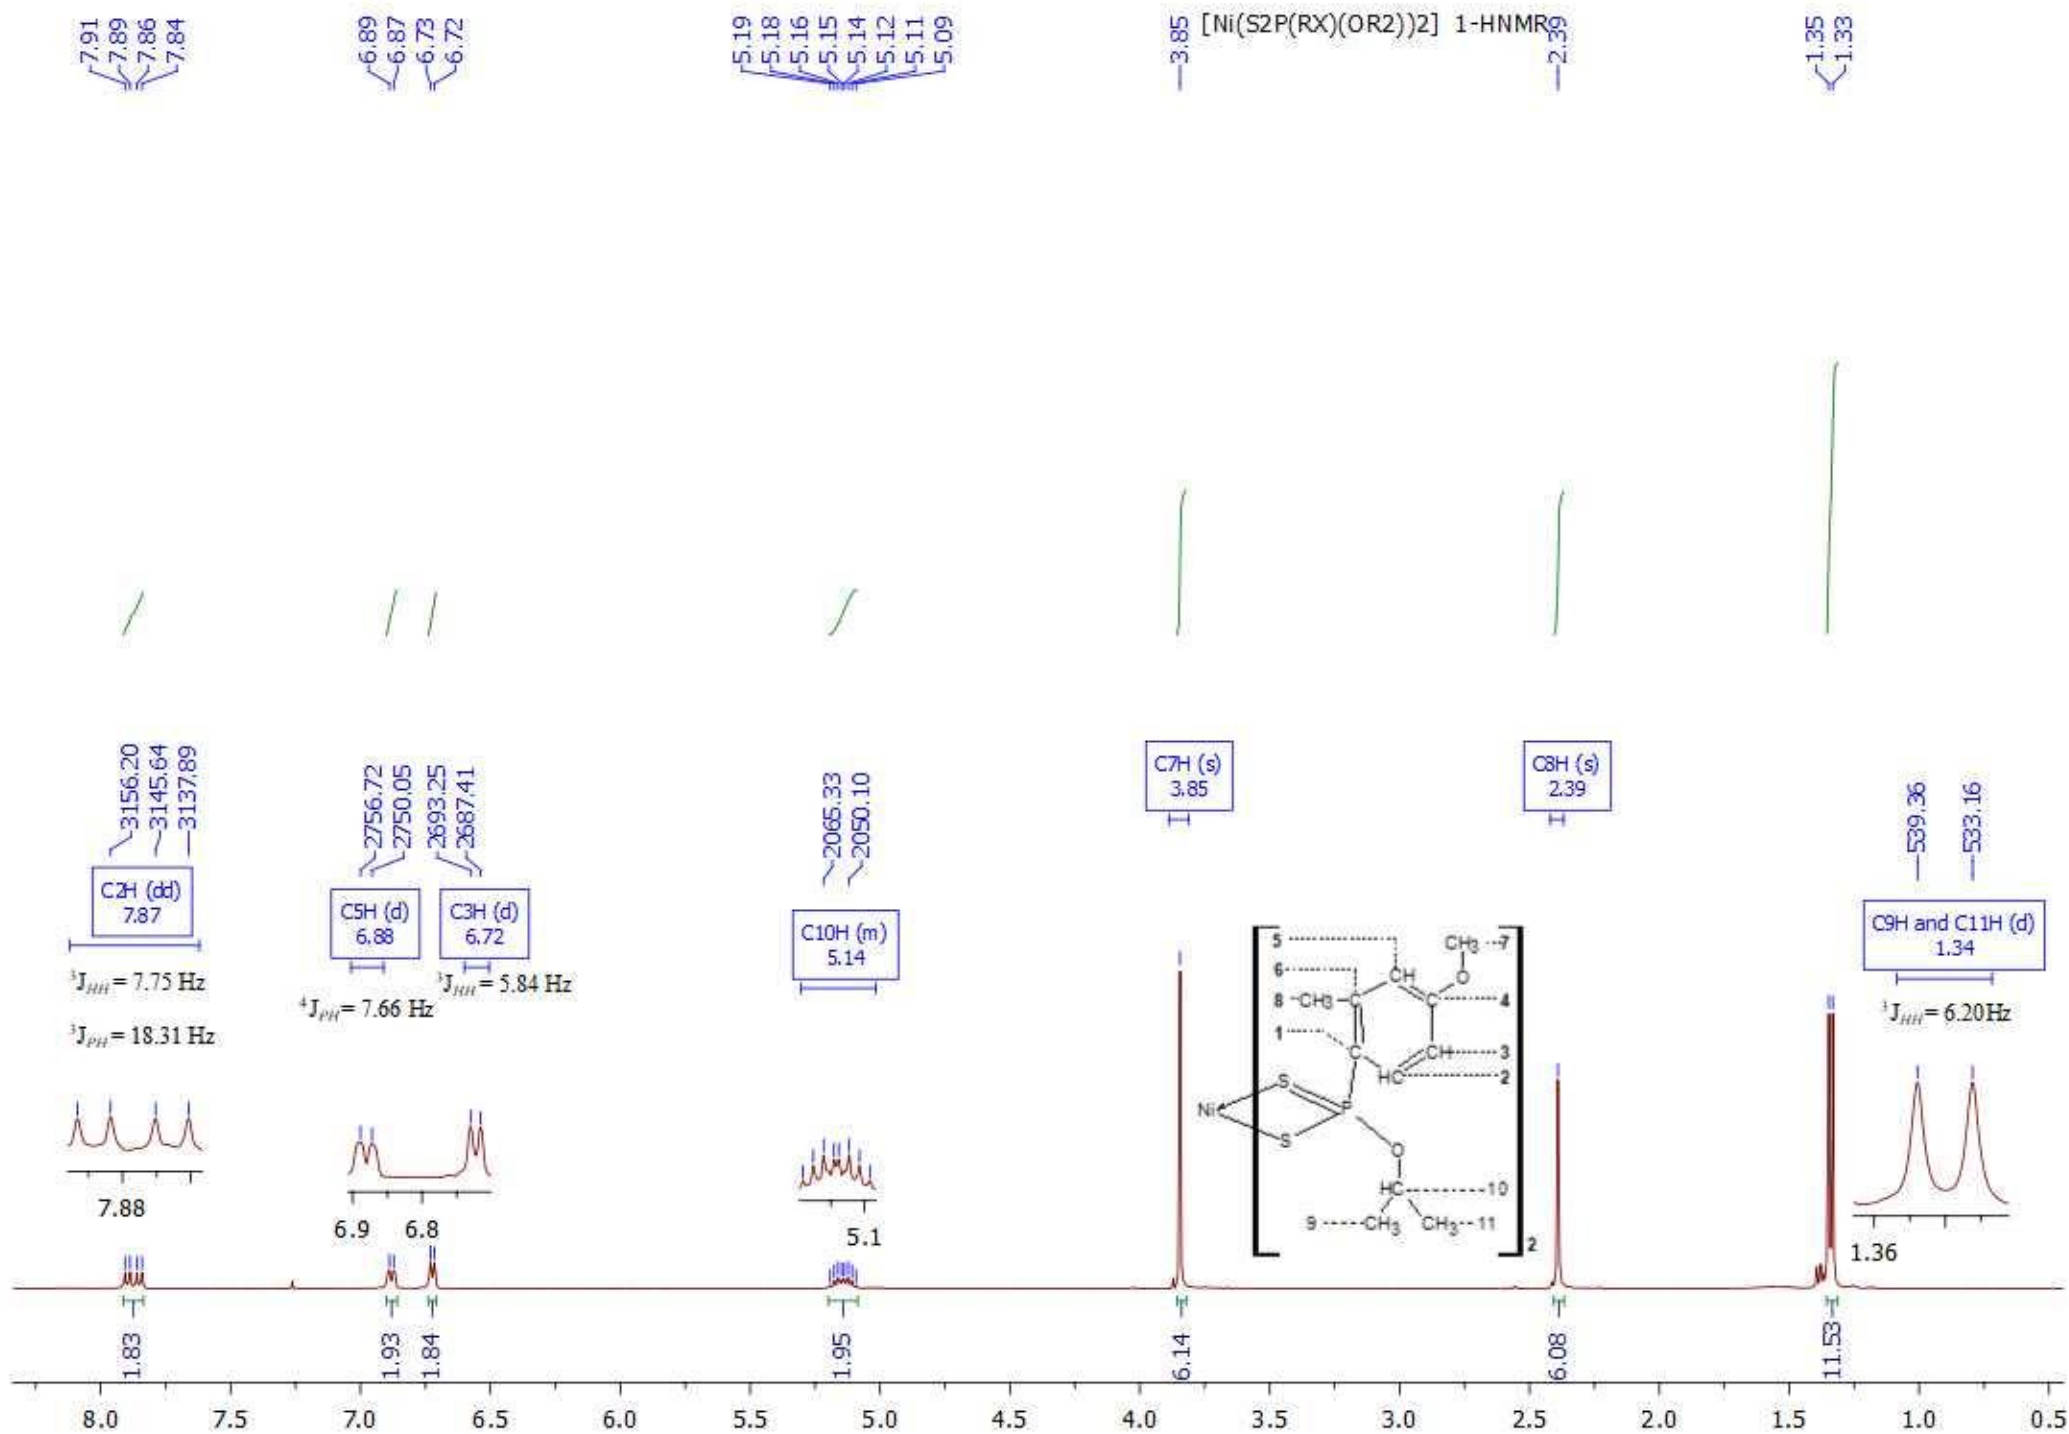 [Ni(S2P(RX)(OR2))2] 1-HNMR
7.91
7.89
7.86
7.84
6.89
6.87
6.73
6.72
5.19
5.18
5.16
5.15
5.14
5.12
5.11
5.09
3.85
2.39
1.35
1.33
3156.20
3145.64
3137.89
2756.72
2750.05
2693.25
2687.41
2065.33
2050.10
539.36
533.16
C2H (dd)
7.87
C5H (d)
6.88
C3H (d)
6.72
C10H (m)
5.14
C7H (s)
3.85
C8H (s)
2.39
C9H and C11H (d)
1.34
³J_HH = 7.75 Hz
³J_PH = 18.31 Hz
⁴J_PH = 7.66 Hz
³J_HH = 5.84 Hz
³J_HH = 6.20Hz
5
CH3
7
6
CH
O
8
CH3
C
C
4
1
C
CH
3
HC
2
S
Ni
P
S
O
HC
10
9
CH3
CH3
11
2
7.88
6.9
6.8
5.1
1.36
1.83
1.93
1.84
1.95
6.14
6.08
11.53
8.0
7.5
7.0
6.5
6.0
5.5
5.0
4.5
4.0
3.5
3.0
2.5
2.0
1.5
1.0
0.5